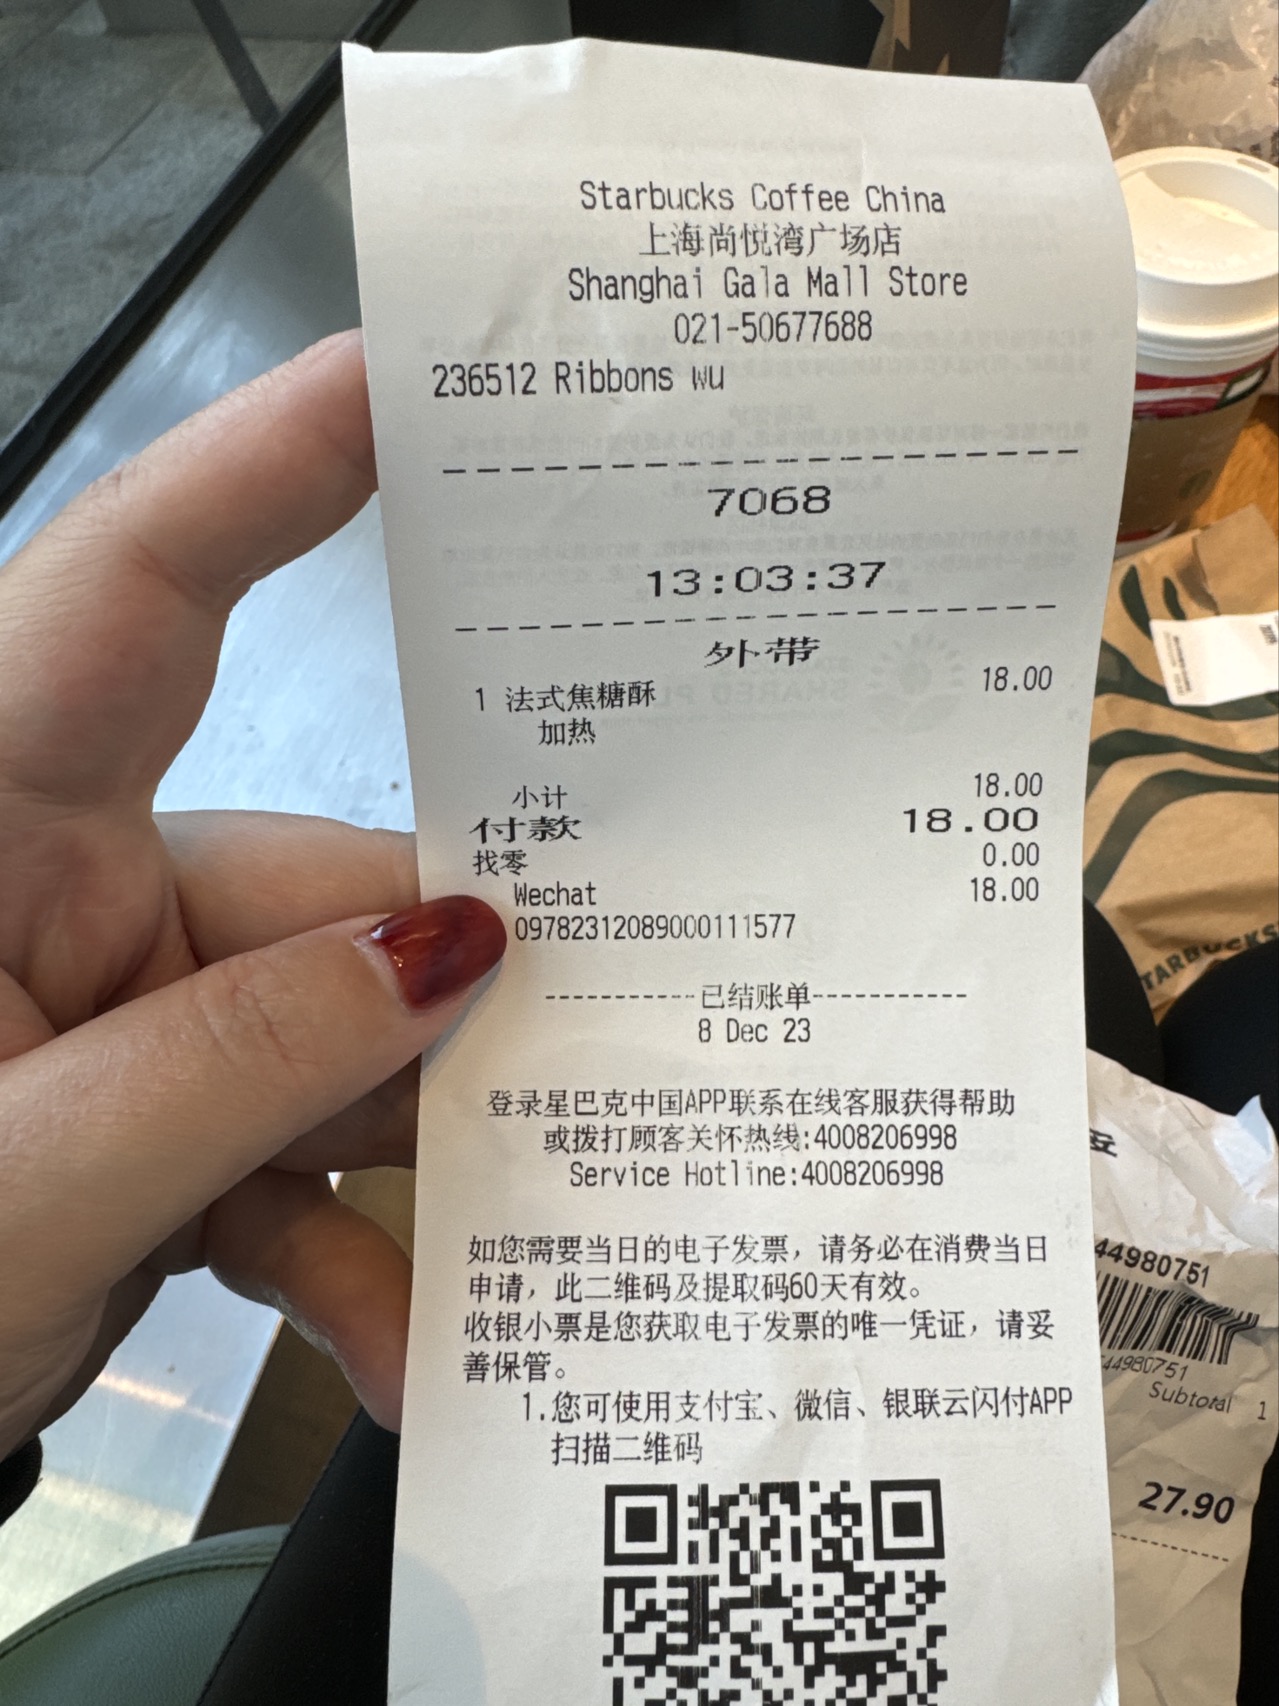 Starbucks Coffee China
上海尚悦湾广场店
Shanghai Gala Mall Store
021-50677688
236512 Ribbons wu
7068
13:03:37
外带
1 法式焦糖酥 18.00
加热
小计 18.00
付款 18.00
找零 0.00
Wechat 18.00
09782312089000111577
-----------已结账单-----------
8 Dec 23
登录星巴克中国APP联系在线客服获得帮助
或拨打顾客关怀热线:4008206998
Service Hotline:4008206998
如您需要当日的电子发票，请务必在消费当日
申请，此二维码及提取码60天有效。
收银小票是您获取电子发票的唯一凭证，请妥
善保管。
1.您可使用支付宝、微信、银联云闪付APP
扫描二维码
TARBUCKS
44980751
44980751
Subtotal 1
27.90